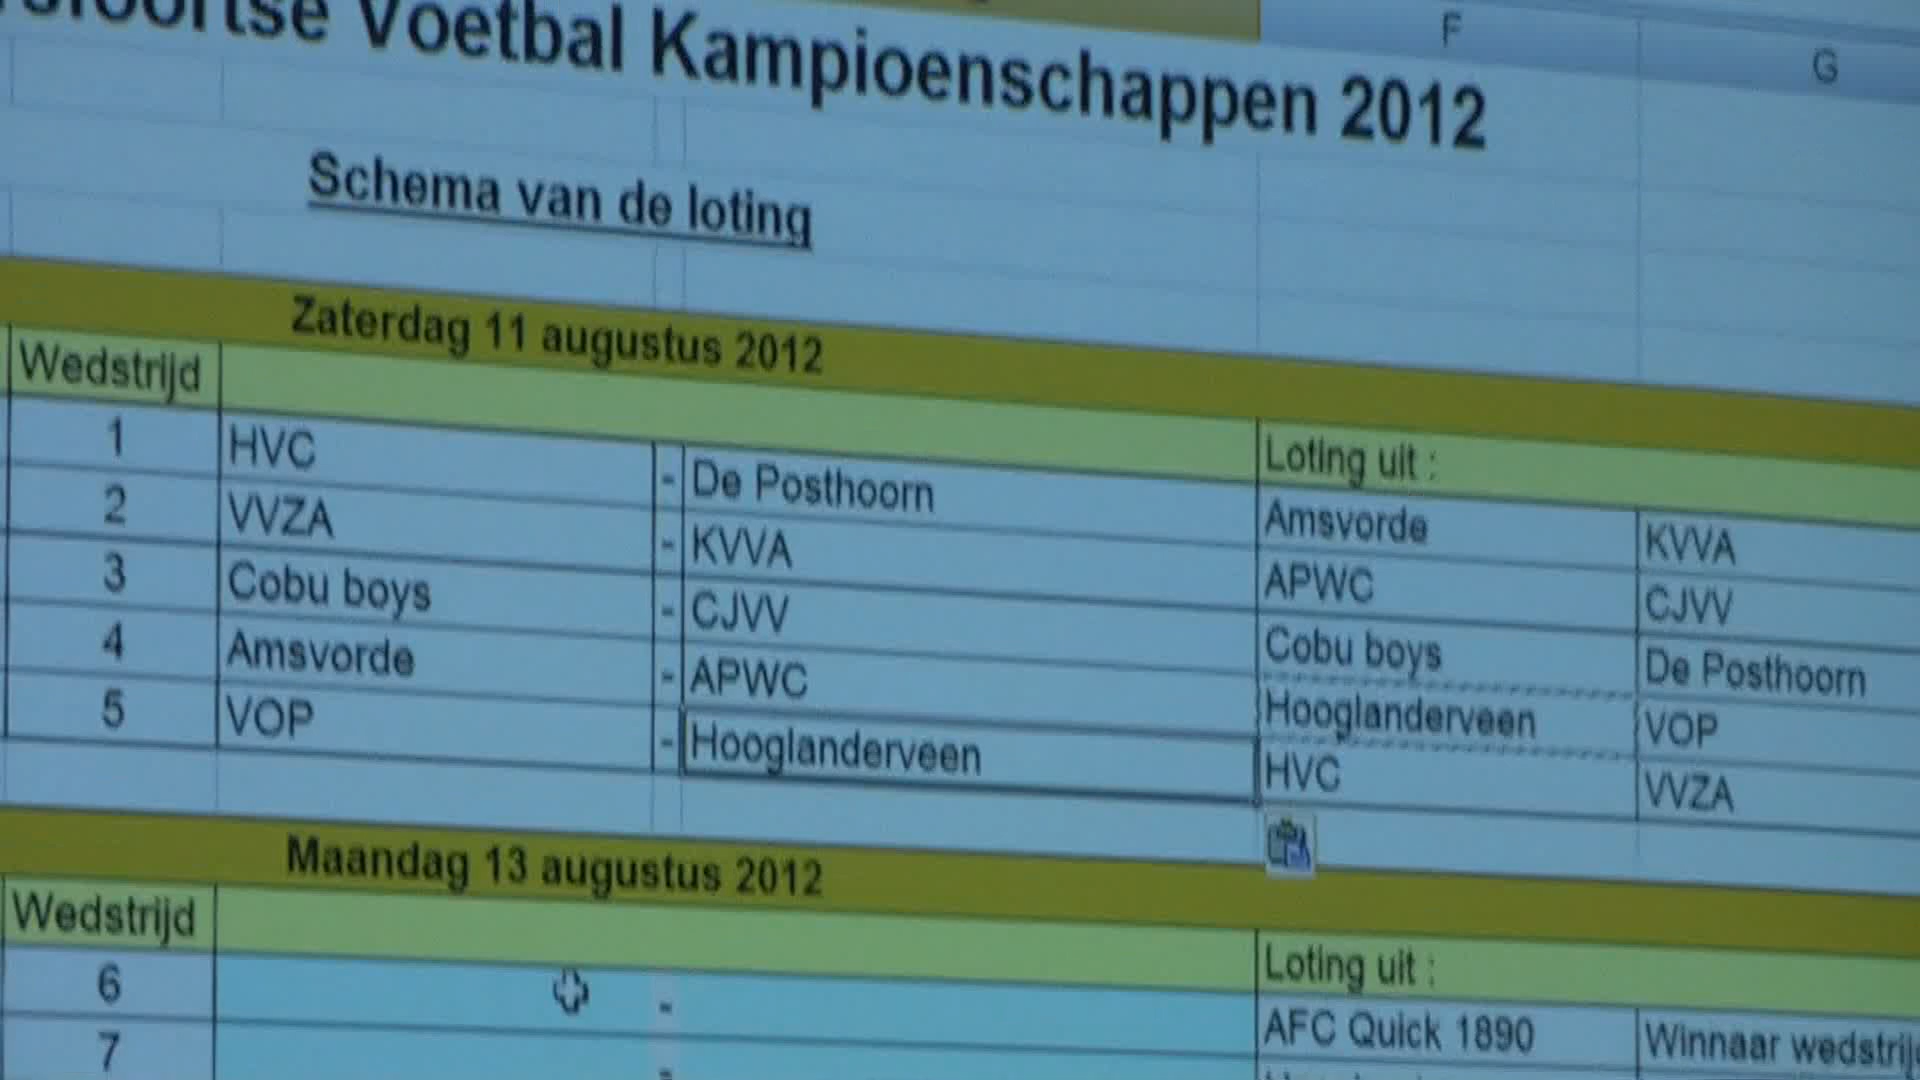 Voetbal Kampioenschappen 2012
F G
Schema van de loting
Zaterdag 11 augustus 2012
Wedstrijd Loting uit :
1 HVC - De Posthoorn Amsvorde KVVA
2 VVZA - KVVA APWC CJVV
3 Cobu boys - CJVV Cobu boys De Posthoorn
4 Amsvorde - APWC Hooglanderveen VOP
5 VOP - Hooglanderveen HVC VVZA
Maandag 13 augustus 2012
Wedstrijd Loting uit :
6 - AFC Quick 1890 Winnaar
7 -